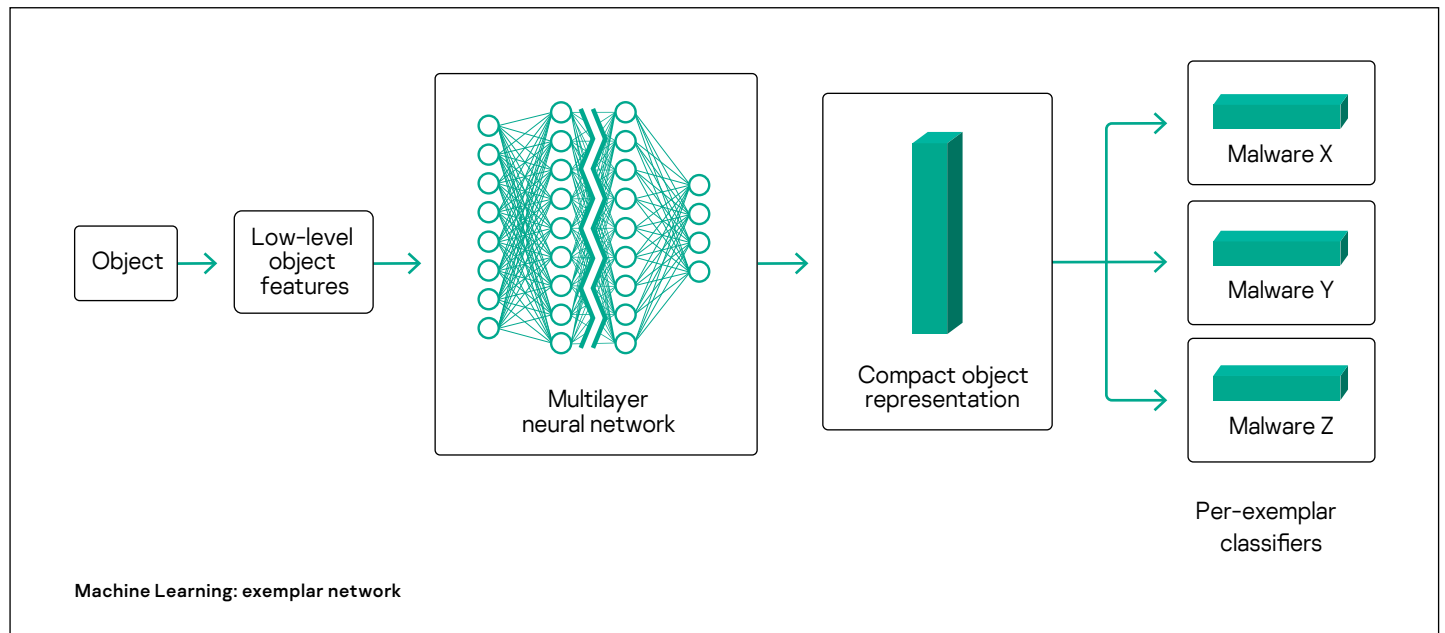 Object
Low-level
object
features
Multilayer
neural network
Compact object
representation
Malware X
Malware Y
Malware Z
Per-exemplar
classifiers
Machine Learning: exemplar network